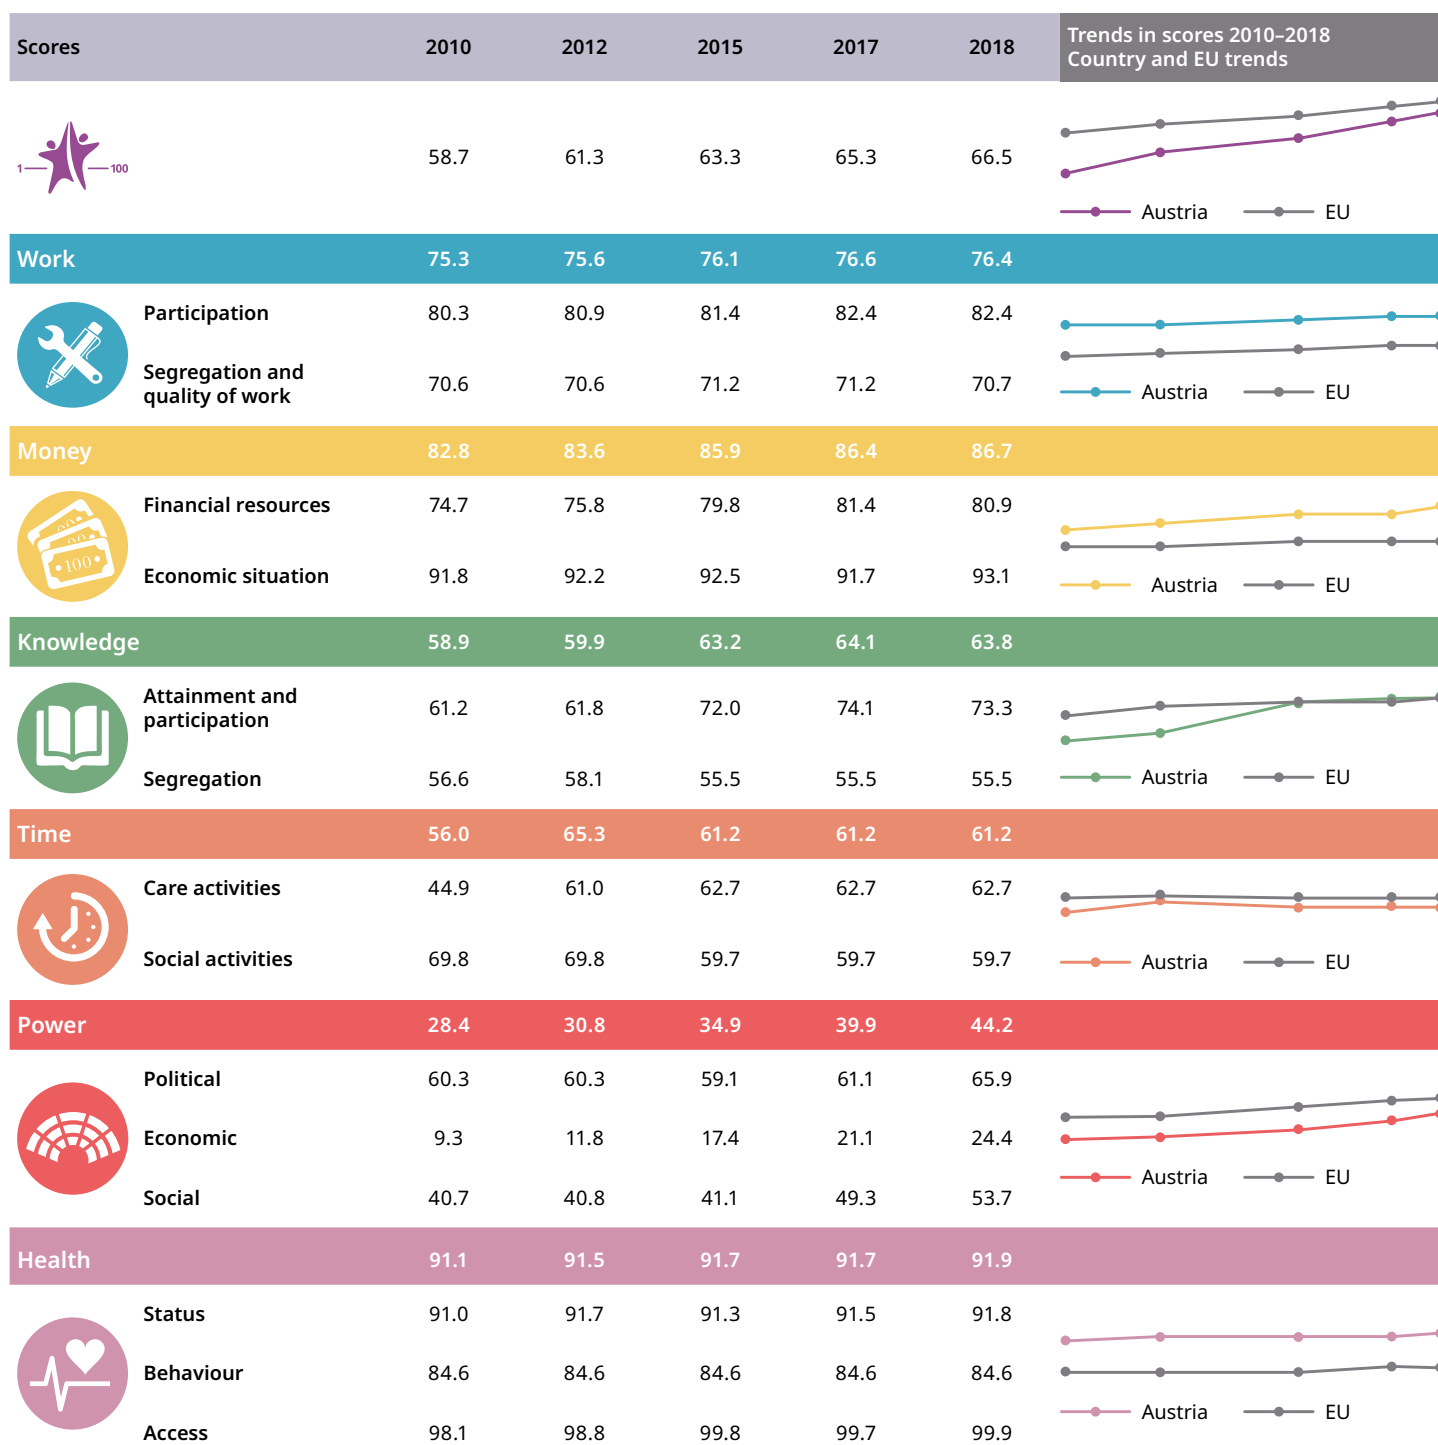 Scores 2010 2012 2015 2017 2018 Trends in scores 2010–2018
Country and EU trends
1 100 58.7 61.3 63.3 65.3 66.5
Austria EU
Work 75.3 75.6 76.1 76.6 76.4
Participation 80.3 80.9 81.4 82.4 82.4
Segregation and
quality of work 70.6 70.6 71.2 71.2 70.7
Austria EU
Money 82.8 83.6 85.9 86.4 86.7
Financial resources 74.7 75.8 79.8 81.4 80.9
100
Economic situation 91.8 92.2 92.5 91.7 93.1
Austria EU
Knowledge 58.9 59.9 63.2 64.1 63.8
Attainment and
participation 61.2 61.8 72.0 74.1 73.3
Segregation 56.6 58.1 55.5 55.5 55.5
Austria EU
Time 56.0 65.3 61.2 61.2 61.2
Care activities 44.9 61.0 62.7 62.7 62.7
Social activities 69.8 69.8 59.7 59.7 59.7
Austria EU
Power 28.4 30.8 34.9 39.9 44.2
Political 60.3 60.3 59.1 61.1 65.9
Economic 9.3 11.8 17.4 21.1 24.4
Austria EU
Social 40.7 40.8 41.1 49.3 53.7
Health 91.1 91.5 91.7 91.7 91.9
Status 91.0 91.7 91.3 91.5 91.8
Behaviour 84.6 84.6 84.6 84.6 84.6
Austria EU
Access 98.1 98.8 99.8 99.7 99.9